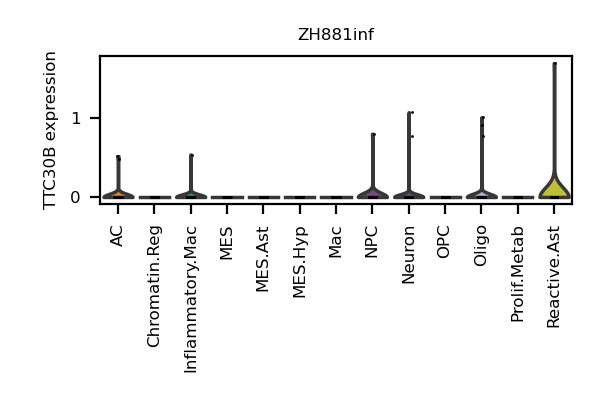 ZH881inf
TTC30B expression
1
0
AC
Chromatin.Reg
Inflammatory.Mac
MES
MES.Ast
MES.Hyp
Mac
NPC
Neuron
OPC
Oligo
Prolif.Metab
Reactive.Ast